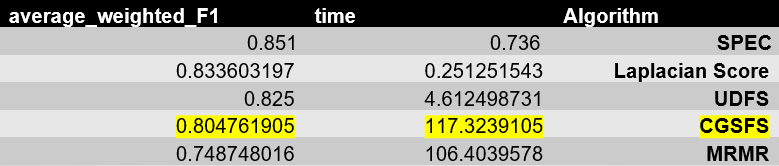 average_weighted_F1 time Algorithm
0.851 0.736 SPEC
0.833603197 0.251251543 Laplacian Score
0.825 4.612498731 UDFS
0.804761905 117.3239105 CGSFS
0.748748016 106.4039578 MRMR